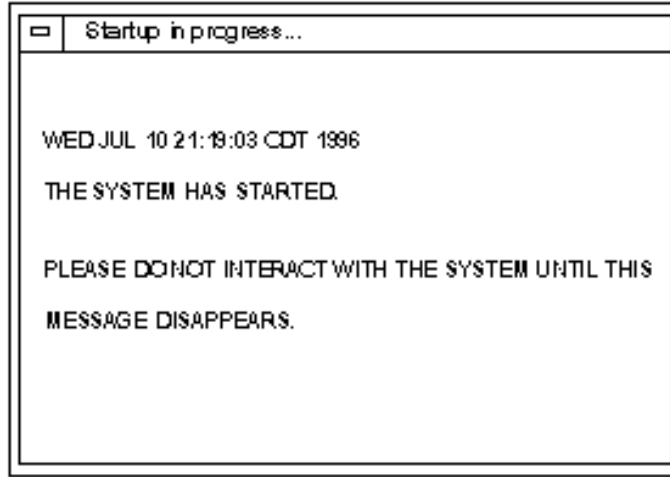 Startup in progress...
WED JUL 10 21:19:03 CDT 1996
THE SYSTEM HAS STARTED.
PLEASE DO NOT INTERACT WITH THE SYSTEM UNTIL THIS
MESSAGE DISAPPEARS.